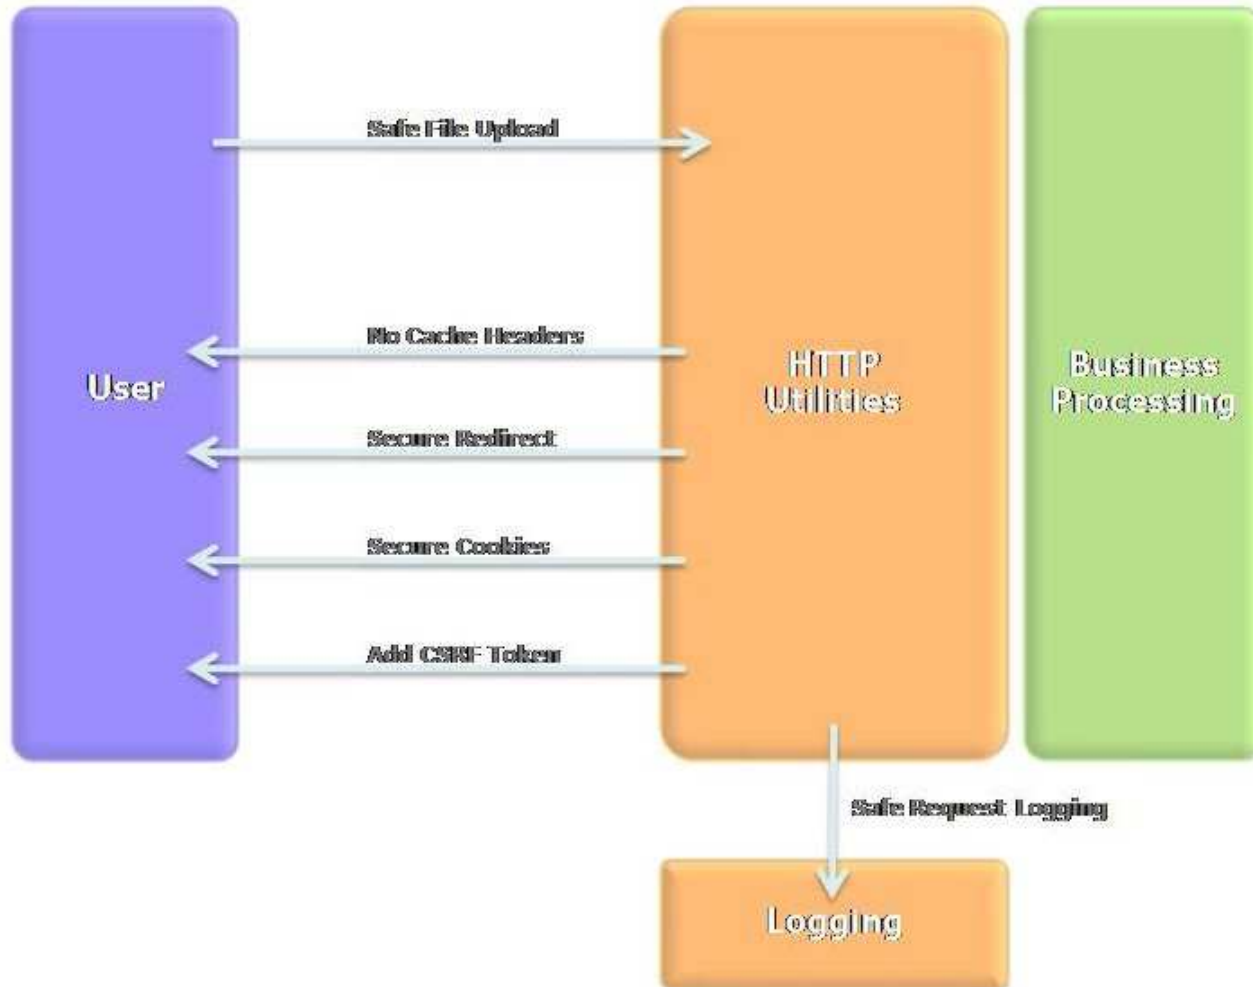 Safe File Upload
No Cache Headers
User
HTTP
Utilities
Business
Processing
Secure Redirect
Secure Cookies
Add CSRF Token
Safe Request Logging
Logging